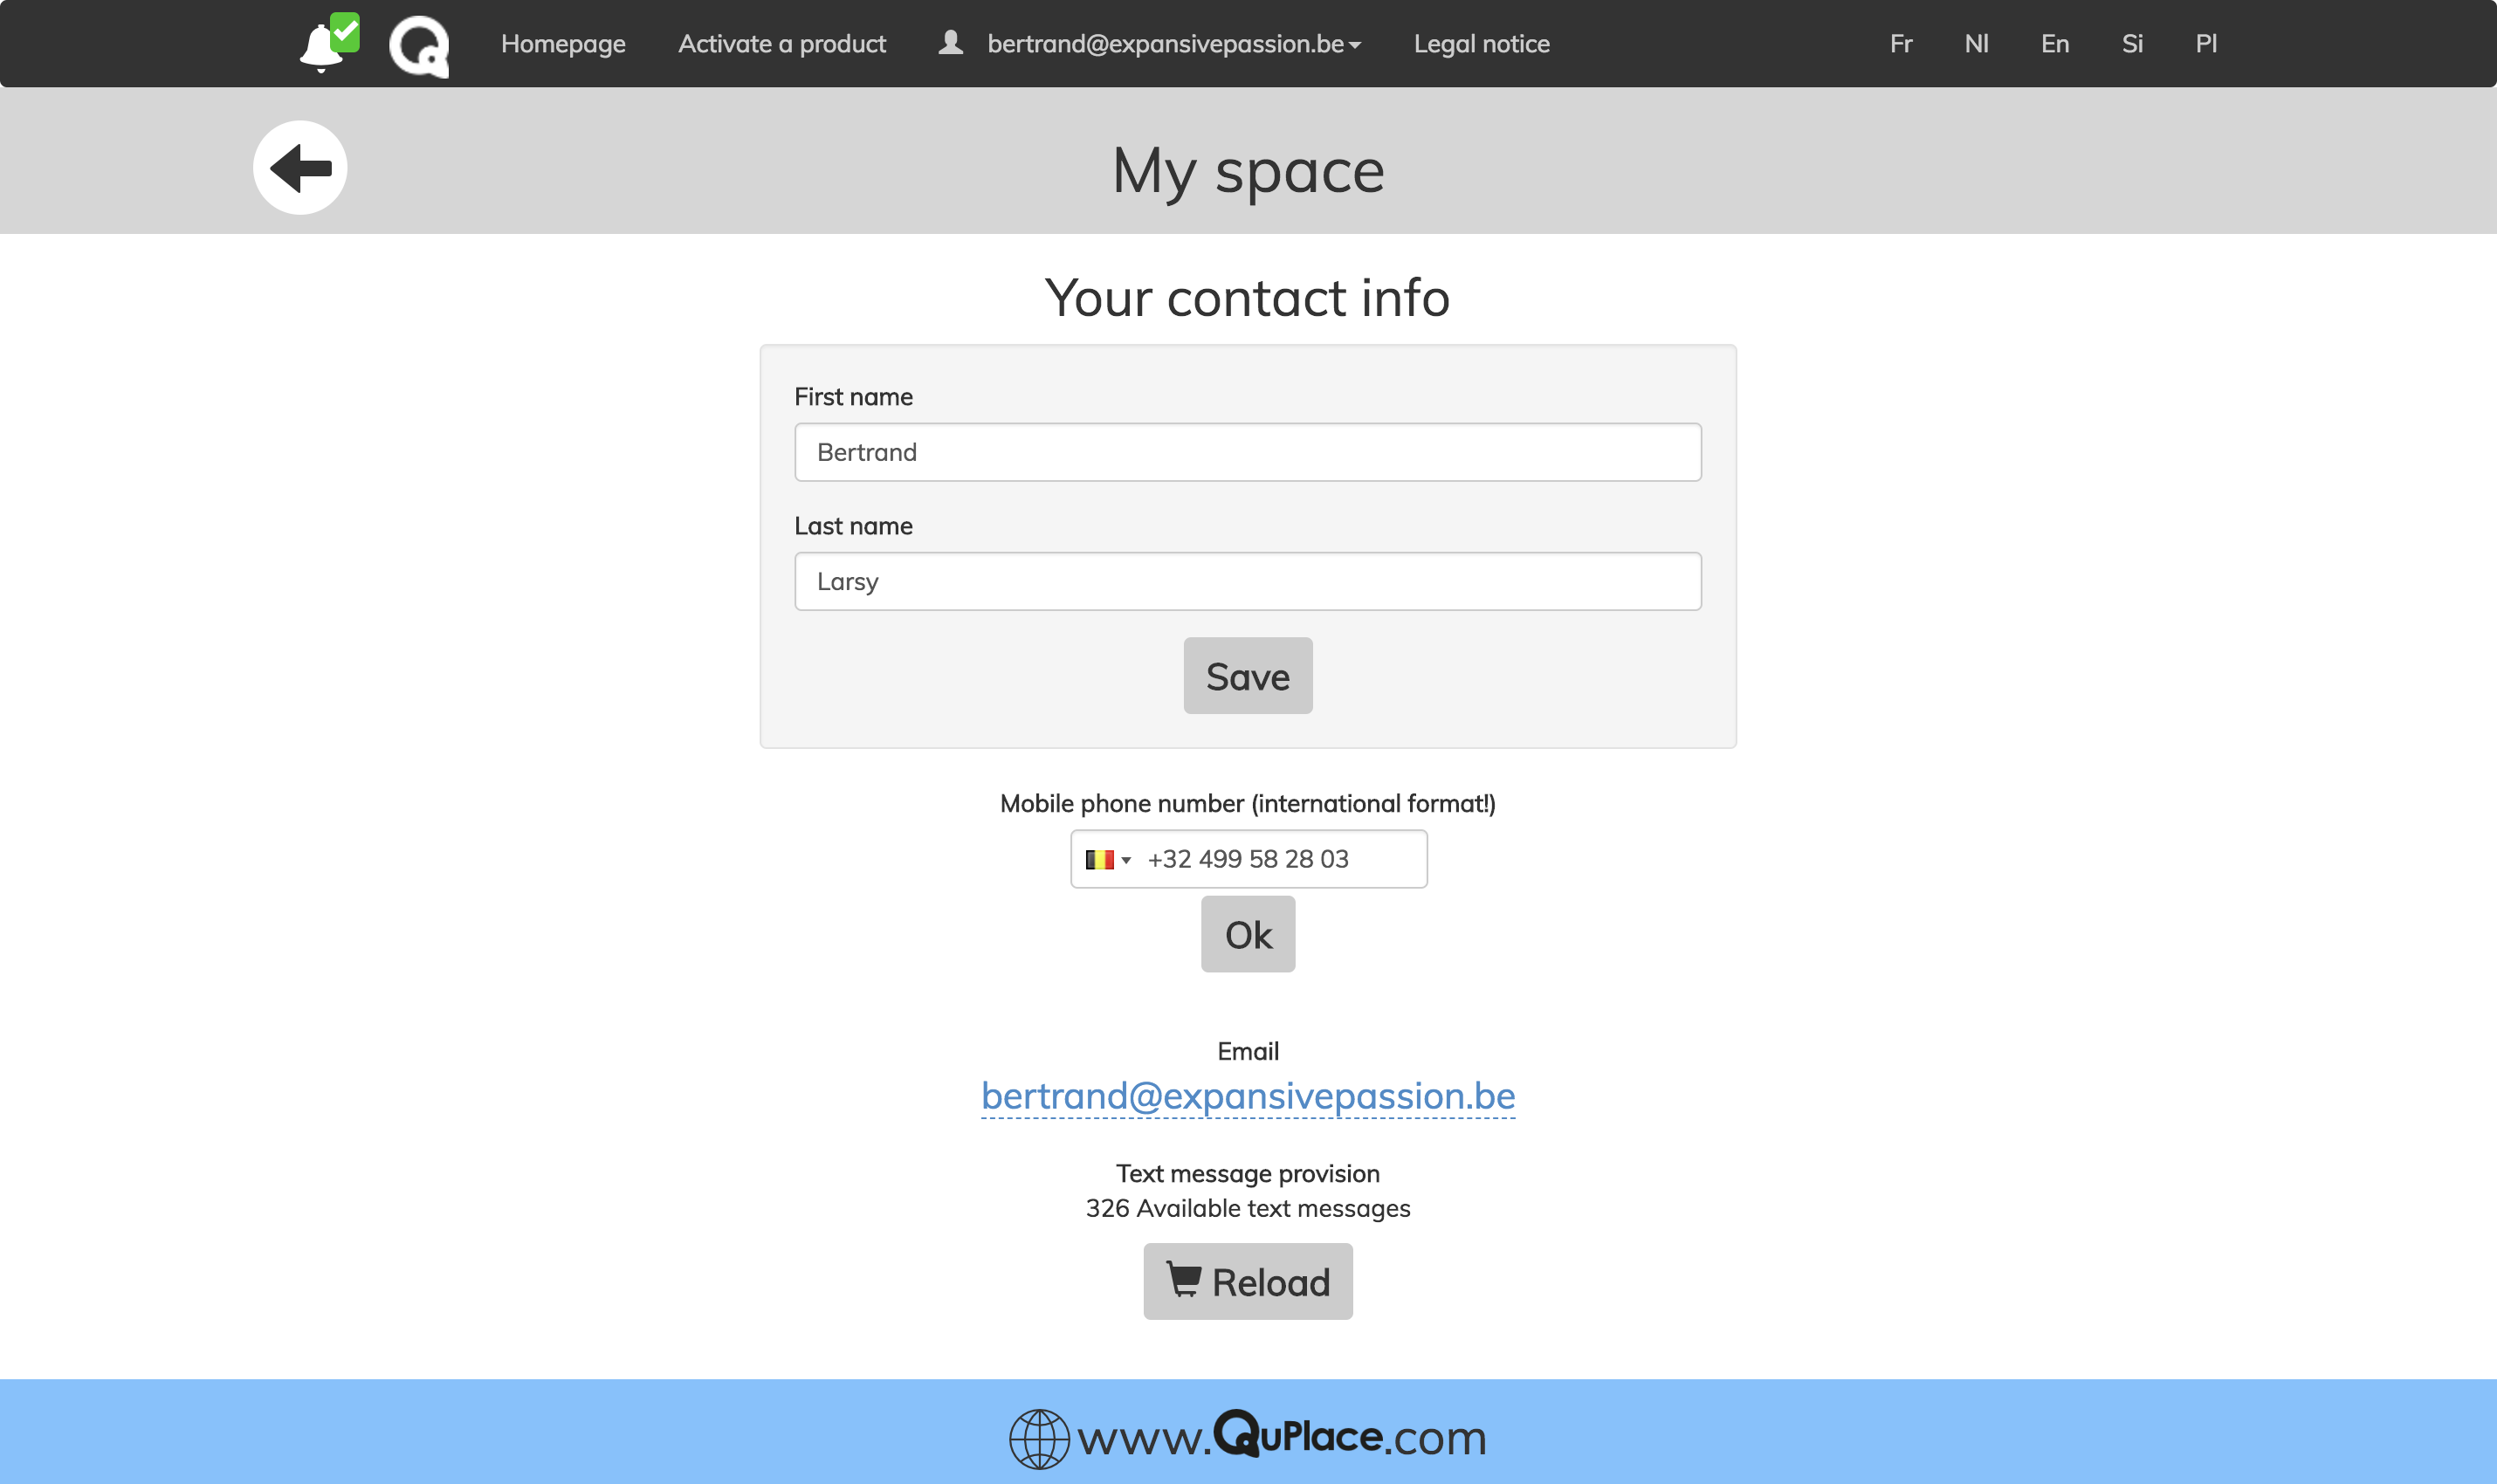 Homepage Activate a product bertrand@expansivepassion.be Legal notice Fr Nl En Si Pl
My space
Your contact info
First name
Bertrand
Last name
Larsy
Save
Mobile phone number (international format!)
+32 499 58 28 03
Ok
Email
bertrand@expansivepassion.be
Text message provision
326 Available text messages
Reload
www.QuPlace.com